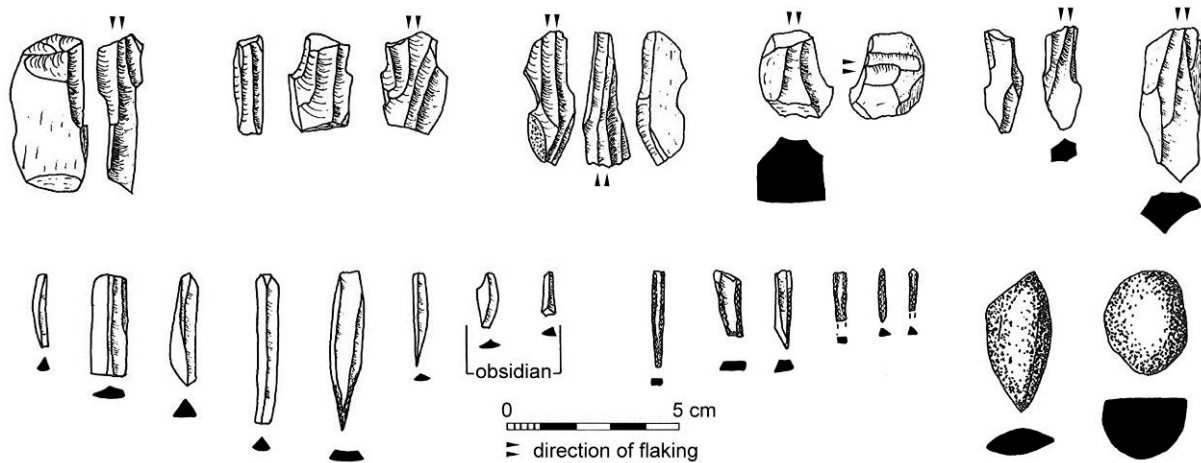 obsidian
0 5 cm
direction of flaking